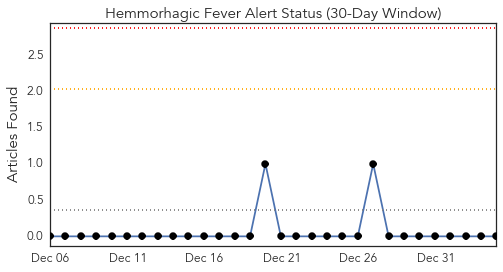 Hemmorhagic Fever Alert Status (30-Day Window)
Articles Found
2.5
2.0
1.5
1.0
0.5
0.0
Dec 06 Dec 11 Dec 16 Dec 21 Dec 26 Dec 31